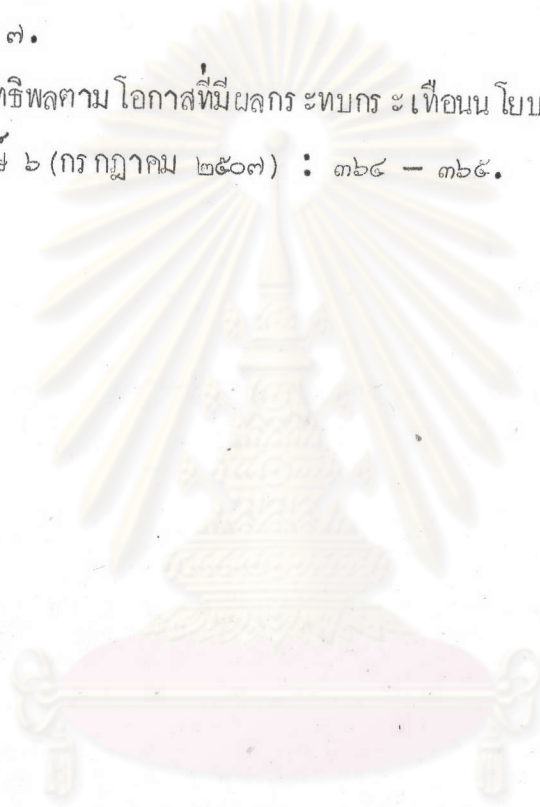 ๗.
ทธิพลตามโอกาสที่มีผลกระทบกระเทือนนโยบ
๖ (กรกฎาคม ๒๕๐๗) : ๓๖๔ - ๓๖๕.